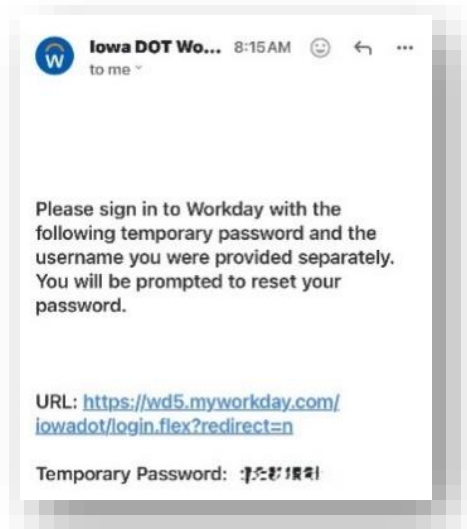 Iowa DOT Wo... 8:15 AM
to me
Please sign in to Workday with the
following temporary password and the
username you were provided separately.
You will be prompted to reset your
password.
URL: https://wd5.myworkday.com/
iowadot/login.flex?redirect=n
Temporary Password: